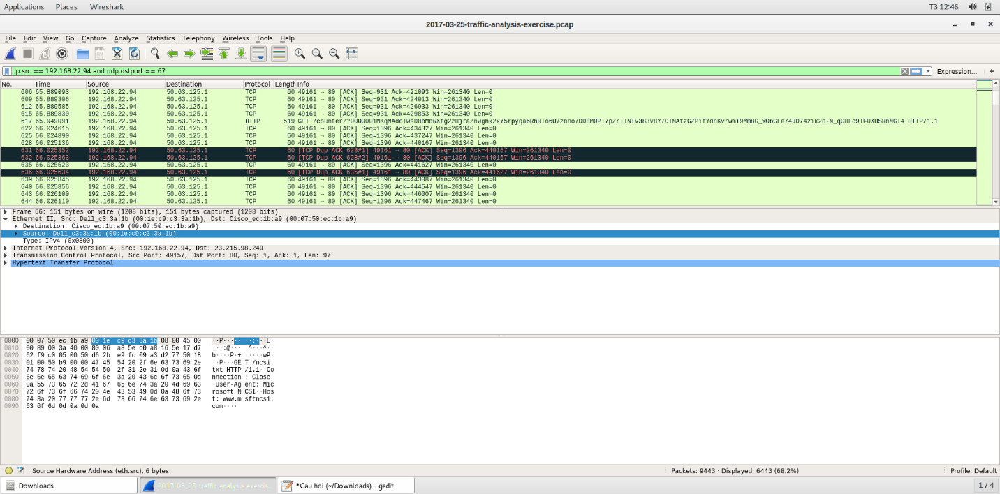 Applications Places Wireshark T3 12:46
2017-03-25-traffic-analysis-exercise.pcap
File Edit View Go Capture Analyze Statistics Telephony Wireless Tools Help
ip.src == 192.168.22.94 and udp.dstport == 67 Expression... +
No. Time Source Destination Protocol Length Info
606 65.889093 192.168.22.94 50.63.125.1 TCP 60 49161 → 80 [ACK] Seq=931 Ack=421093 Win=261340 Len=0
609 65.889306 192.168.22.94 50.63.125.1 TCP 60 49161 → 80 [ACK] Seq=931 Ack=424013 Win=261340 Len=0
612 65.889585 192.168.22.94 50.63.125.1 TCP 60 49161 → 80 [ACK] Seq=931 Ack=426933 Win=261340 Len=0
615 65.889830 192.168.22.94 50.63.125.1 TCP 60 49161 → 80 [ACK] Seq=931 Ack=429853 Win=261340 Len=0
617 65.949091 192.168.22.94 50.63.125.1 HTTP 519 GET /counter/?0000001MKqMAdoTwsD8bMbwXfg2zHjraZnwghk2xY5rpyqa6RhRlo6U7zbno7DD8M0Pl7pZrllNTv383v8Y7CIMAtzGZPifYdnKvrwmi9Mm8G_W0bGLe74JD74zik2n-N_qCHLo9TFUXHSRbMGl4 HTTP/1.1
622 66.024615 192.168.22.94 50.63.125.1 TCP 60 49161 → 80 [ACK] Seq=1396 Ack=434327 Win=261340 Len=0
625 66.024890 192.168.22.94 50.63.125.1 TCP 60 49161 → 80 [ACK] Seq=1396 Ack=437247 Win=261340 Len=0
628 66.025136 192.168.22.94 50.63.125.1 TCP 60 49161 → 80 [ACK] Seq=1396 Ack=440167 Win=261340 Len=0
631 66.025352 192.168.22.94 50.63.125.1 TCP 60 [TCP Dup ACK 628#1] 49161 → 80 [ACK] Seq=1396 Ack=440167 Win=261340 Len=0
632 66.025363 192.168.22.94 50.63.125.1 TCP 60 [TCP Dup ACK 628#2] 49161 → 80 [ACK] Seq=1396 Ack=440167 Win=261340 Len=0
635 66.025623 192.168.22.94 50.63.125.1 TCP 60 49161 → 80 [ACK] Seq=1396 Ack=441627 Win=261340 Len=0
636 66.025634 192.168.22.94 50.63.125.1 TCP 60 [TCP Dup ACK 635#1] 49161 → 80 [ACK] Seq=1396 Ack=441627 Win=261340 Len=0
639 66.025845 192.168.22.94 50.63.125.1 TCP 60 49161 → 80 [ACK] Seq=1396 Ack=443087 Win=261340 Len=0
640 66.025856 192.168.22.94 50.63.125.1 TCP 60 49161 → 80 [ACK] Seq=1396 Ack=444547 Win=261340 Len=0
643 66.026100 192.168.22.94 50.63.125.1 TCP 60 49161 → 80 [ACK] Seq=1396 Ack=446007 Win=261340 Len=0
644 66.026110 192.168.22.94 50.63.125.1 TCP 60 49161 → 80 [ACK] Seq=1396 Ack=447467 Win=261340 Len=0
Frame 66: 151 bytes on wire (1208 bits), 151 bytes captured (1208 bits)
Ethernet II, Src: Dell_c3:3a:1b (00:1e:c9:c3:3a:1b), Dst: Cisco_ec:1b:a9 (00:07:50:ec:1b:a9)
Destination: Cisco_ec:1b:a9 (00:07:50:ec:1b:a9)
Source: Dell_c3:3a:1b (00:1e:c9:c3:3a:1b)
Type: IPv4 (0x0800)
Internet Protocol Version 4, Src: 192.168.22.94, Dst: 23.215.98.249
Transmission Control Protocol, Src Port: 49157, Dst Port: 80, Seq: 1, Ack: 1, Len: 97
Hypertext Transfer Protocol
0000 00 07 50 ec 1b a9 00 1e c9 c3 3a 1b 08 00 45 00 ··P····· ··:···E·
0010 00 89 00 3a 40 00 80 06 a8 5e c0 a8 16 5e 17 d7 ···:@··· ·^···^··
0020 62 f9 c0 05 00 50 d6 2b e9 fc 09 a3 d2 77 50 18 b····P·+ ·····wP·
0030 01 00 50 b9 00 00 47 45 54 20 2f 6e 63 73 69 2e ··P···GE T /ncsi.
0040 74 78 74 20 48 54 54 50 2f 31 2e 31 0d 0a 43 6f txt HTTP /1.1··Co
0050 6e 6e 65 63 74 69 6f 6e 3a 20 43 6c 6f 73 65 0d nnection : Close·
0060 0a 55 73 65 72 2d 41 67 65 6e 74 3a 20 4d 69 63 ·User-Ag ent: Mic
0070 72 6f 73 6f 66 74 20 4e 43 53 49 0d 0a 48 6f 73 rosoft N CSI··Hos
0080 74 3a 20 77 77 77 2e 6d 73 66 74 6e 63 73 69 2e t: www.m sftncsi.
0090 63 6f 6d 0d 0a 0d 0a com····
Source Hardware Address (eth.src), 6 bytes Packets: 9443 · Displayed: 6443 (68.2%) Profile: Default
Downloads 2017-03-25-traffic-analysis-exercis... *Cau hoi (~/Downloads) - gedit 1 / 4